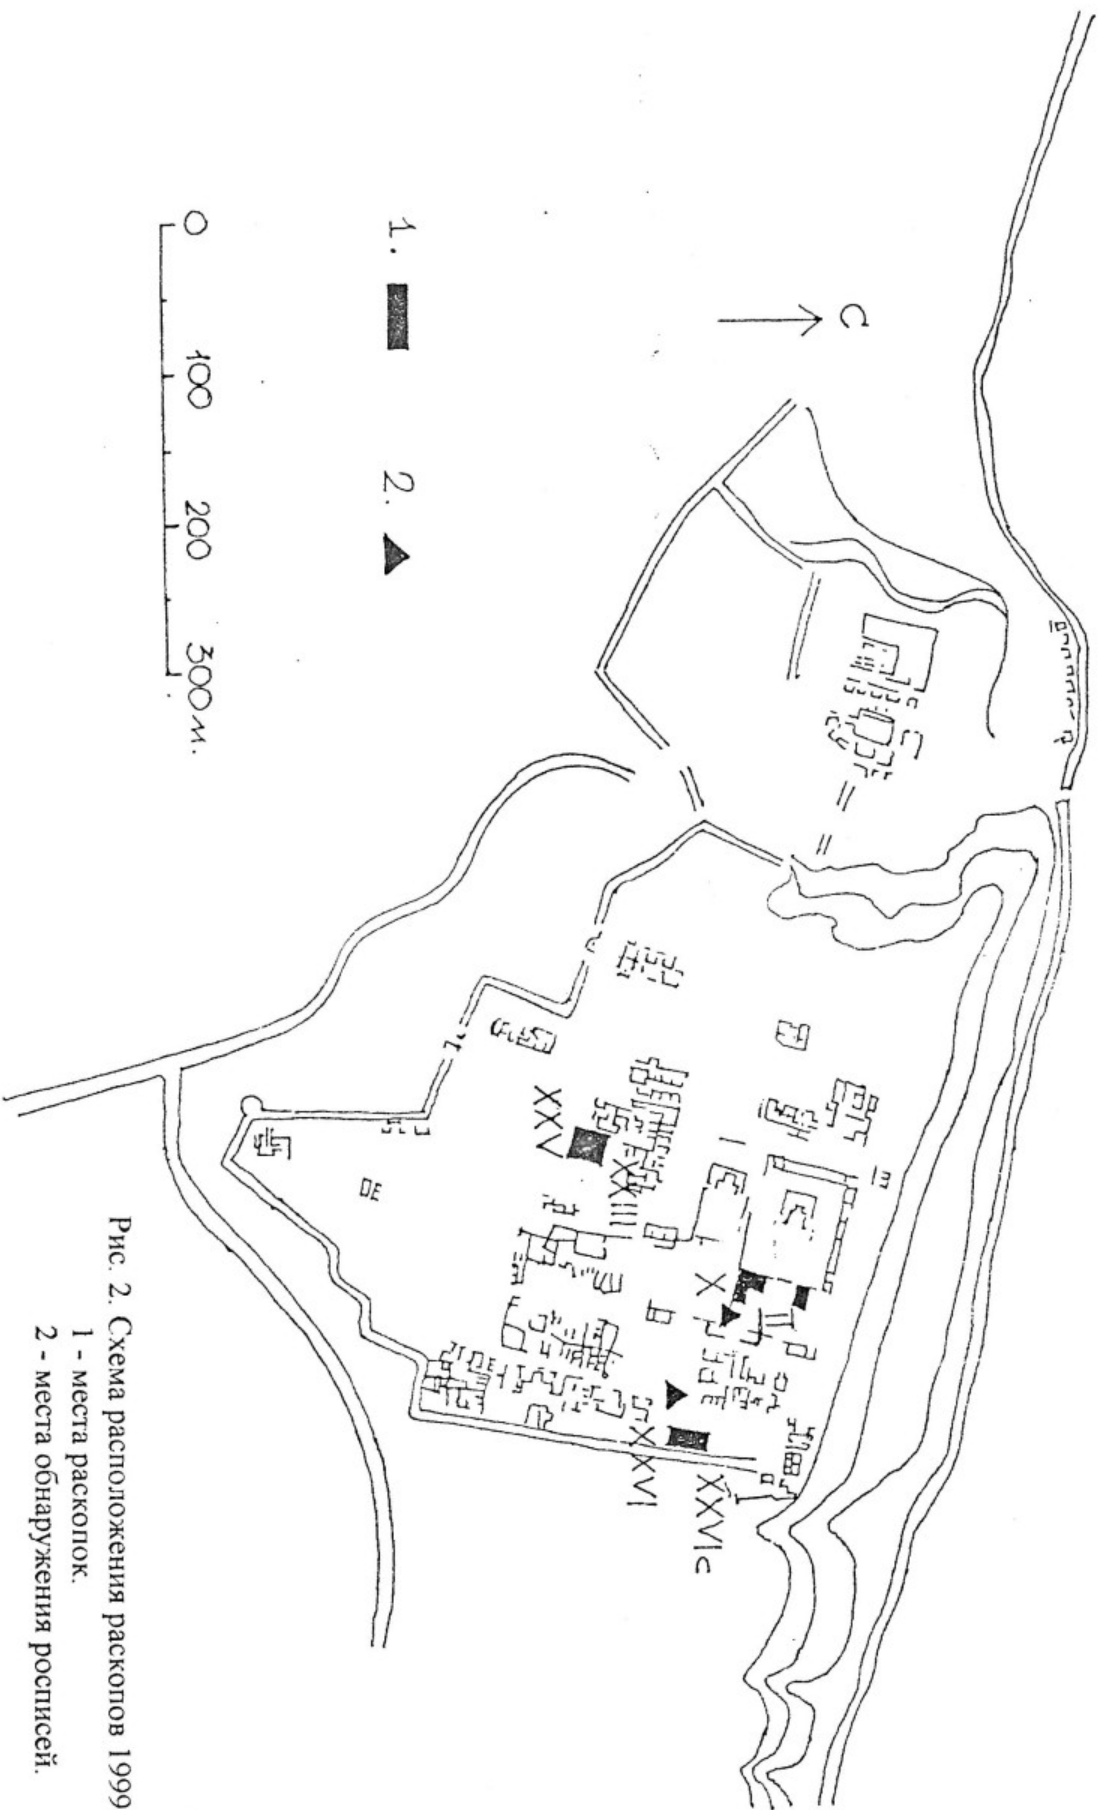 С
1.
2.
0 100 200 300 м.
I
X
XXIII
XXV
XXVI
XXVIc
Рис. 2. Схема расположения раскопов 1999
1 - места раскопок.
2 - места обнаружения росписей.